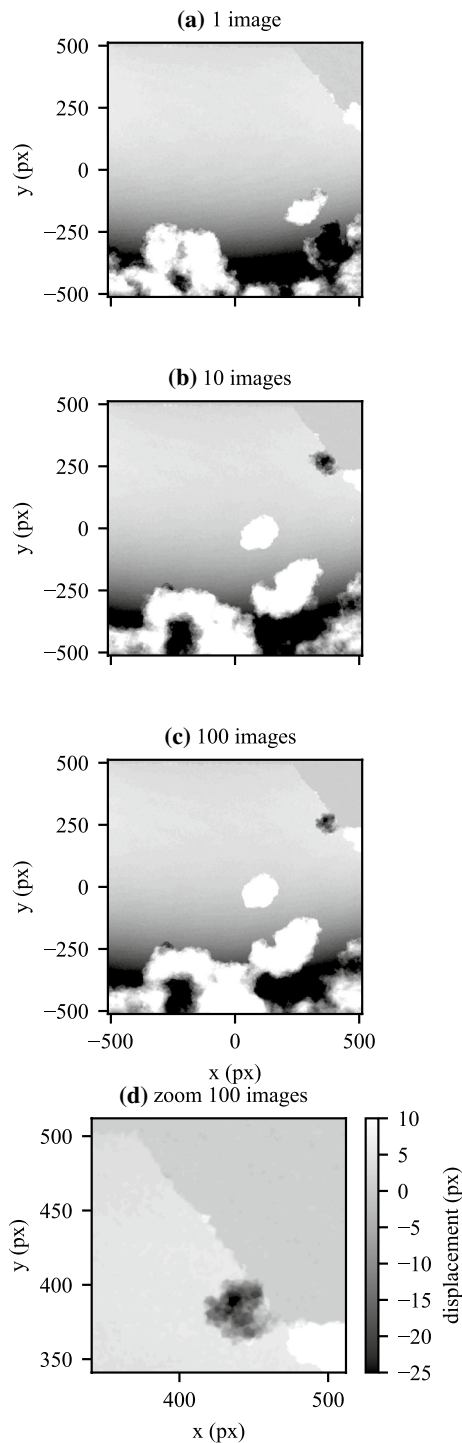 (a) 1 image
500
250
0
−250
−500
y (px)
(b) 10 images
500
250
0
−250
−500
y (px)
(c) 100 images
500
250
0
−250
−500
y (px)
−500 0 500
x (px)
(d) zoom 100 images
500
450
400
350
y (px)
400 500
x (px)
10
5
0
−5
−10
−15
−20
−25
displacement (px)